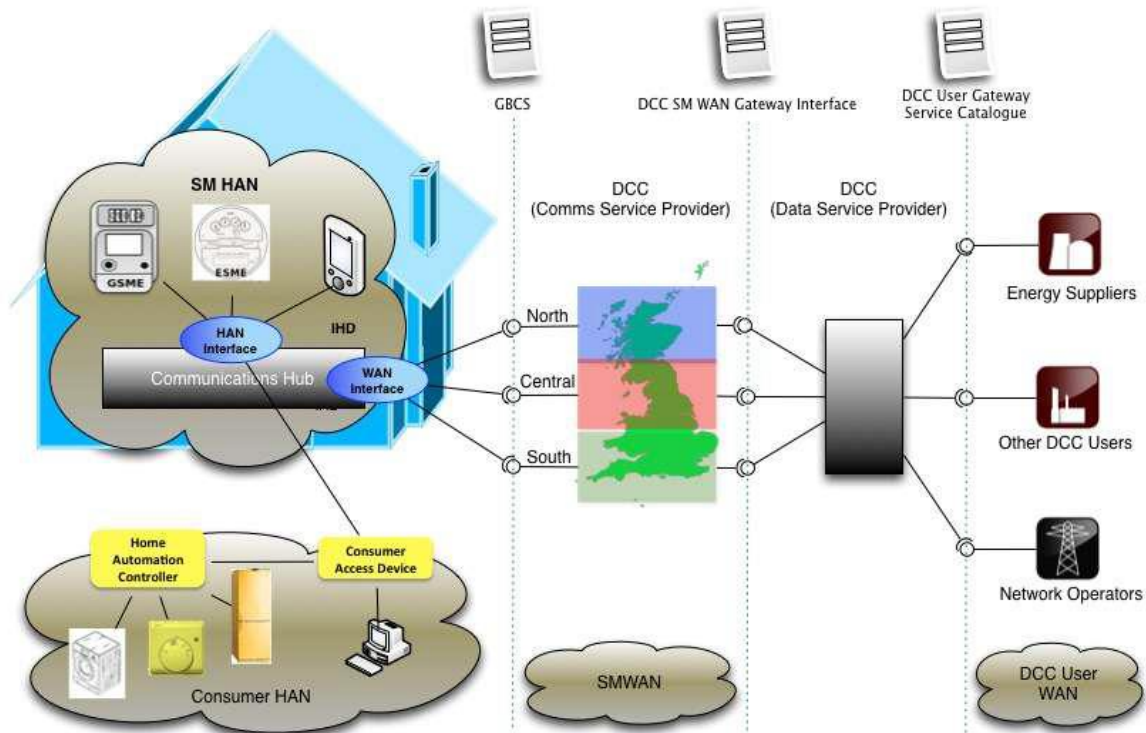 GBCS
DCC SM WAN Gateway Interface
DCC User Gateway
Service Catalogue
SM HAN
GSME
ESME
IHD
HAN
Interface
Communications Hub
WAN
Interface
DCC
(Comms Service Provider)
DCC
(Data Service Provider)
North
Central
South
Energy Suppliers
Other DCC Users
Network Operators
Home
Automation
Controller
Consumer
Access Device
Consumer HAN
SMWAN
DCC User
WAN